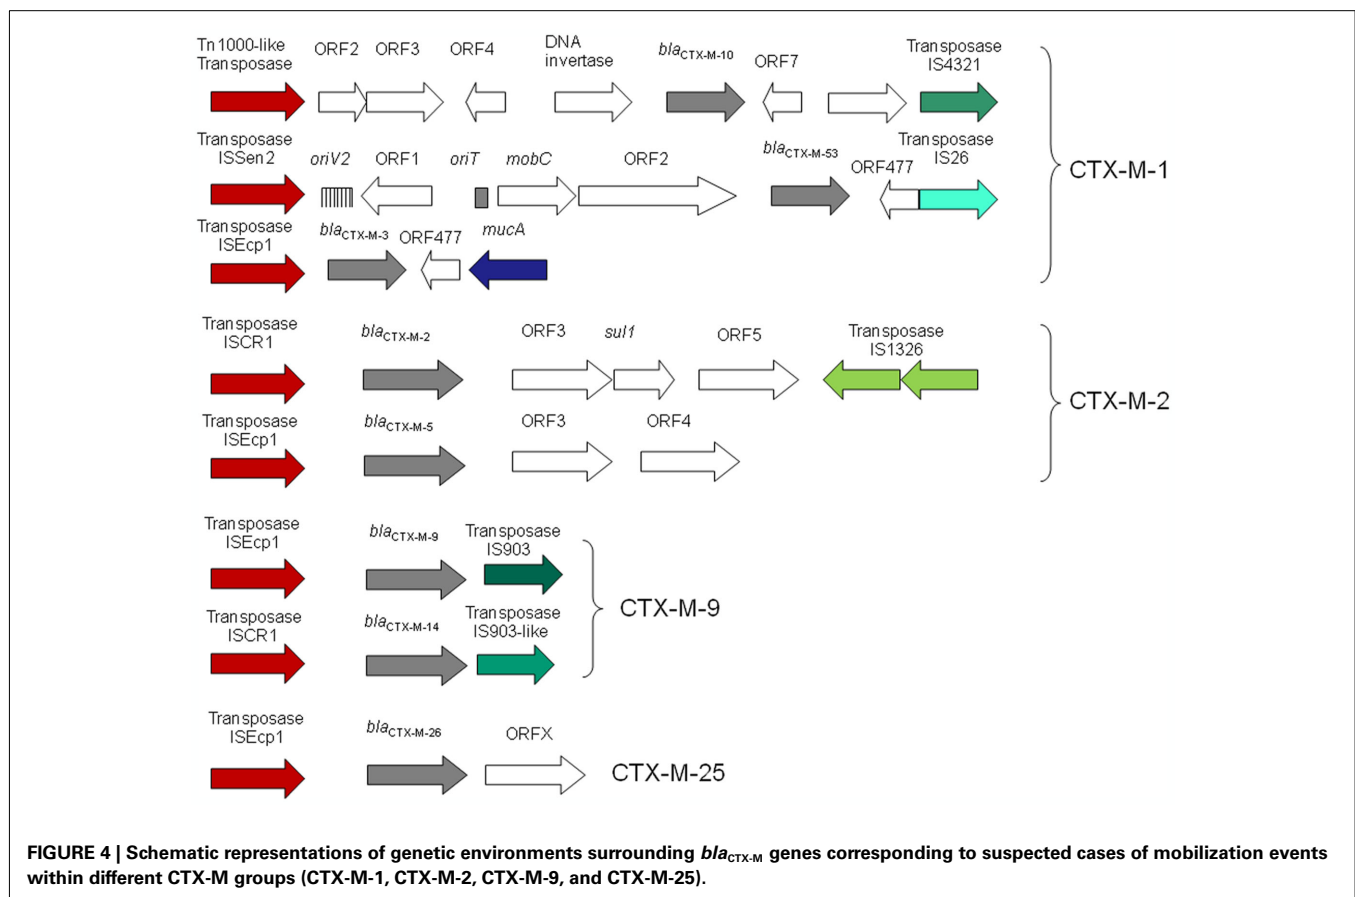 Tn1000-like Transposase
ORF2
ORF3
ORF4
DNA invertase
blaCTX-M-10
ORF7
Transposase IS4321
Transposase ISSen2
oriV2
ORF1
oriT
mobC
ORF2
blaCTX-M-53
ORF477
Transposase IS26
CTX-M-1
Transposase ISEcp1
blaCTX-M-3
ORF477
mucA
Transposase ISCR1
blaCTX-M-2
ORF3
sul1
ORF5
Transposase IS1326
CTX-M-2
Transposase ISEcp1
blaCTX-M-5
ORF3
ORF4
Transposase ISEcp1
blaCTX-M-9
Transposase IS903
CTX-M-9
Transposase ISCR1
blaCTX-M-14
Transposase IS903-like
Transposase ISEcp1
blaCTX-M-26
ORFX
CTX-M-25
FIGURE 4 | Schematic representations of genetic environments surrounding blaCTX-M genes corresponding to suspected cases of mobilization events
within different CTX-M groups (CTX-M-1, CTX-M-2, CTX-M-9, and CTX-M-25).